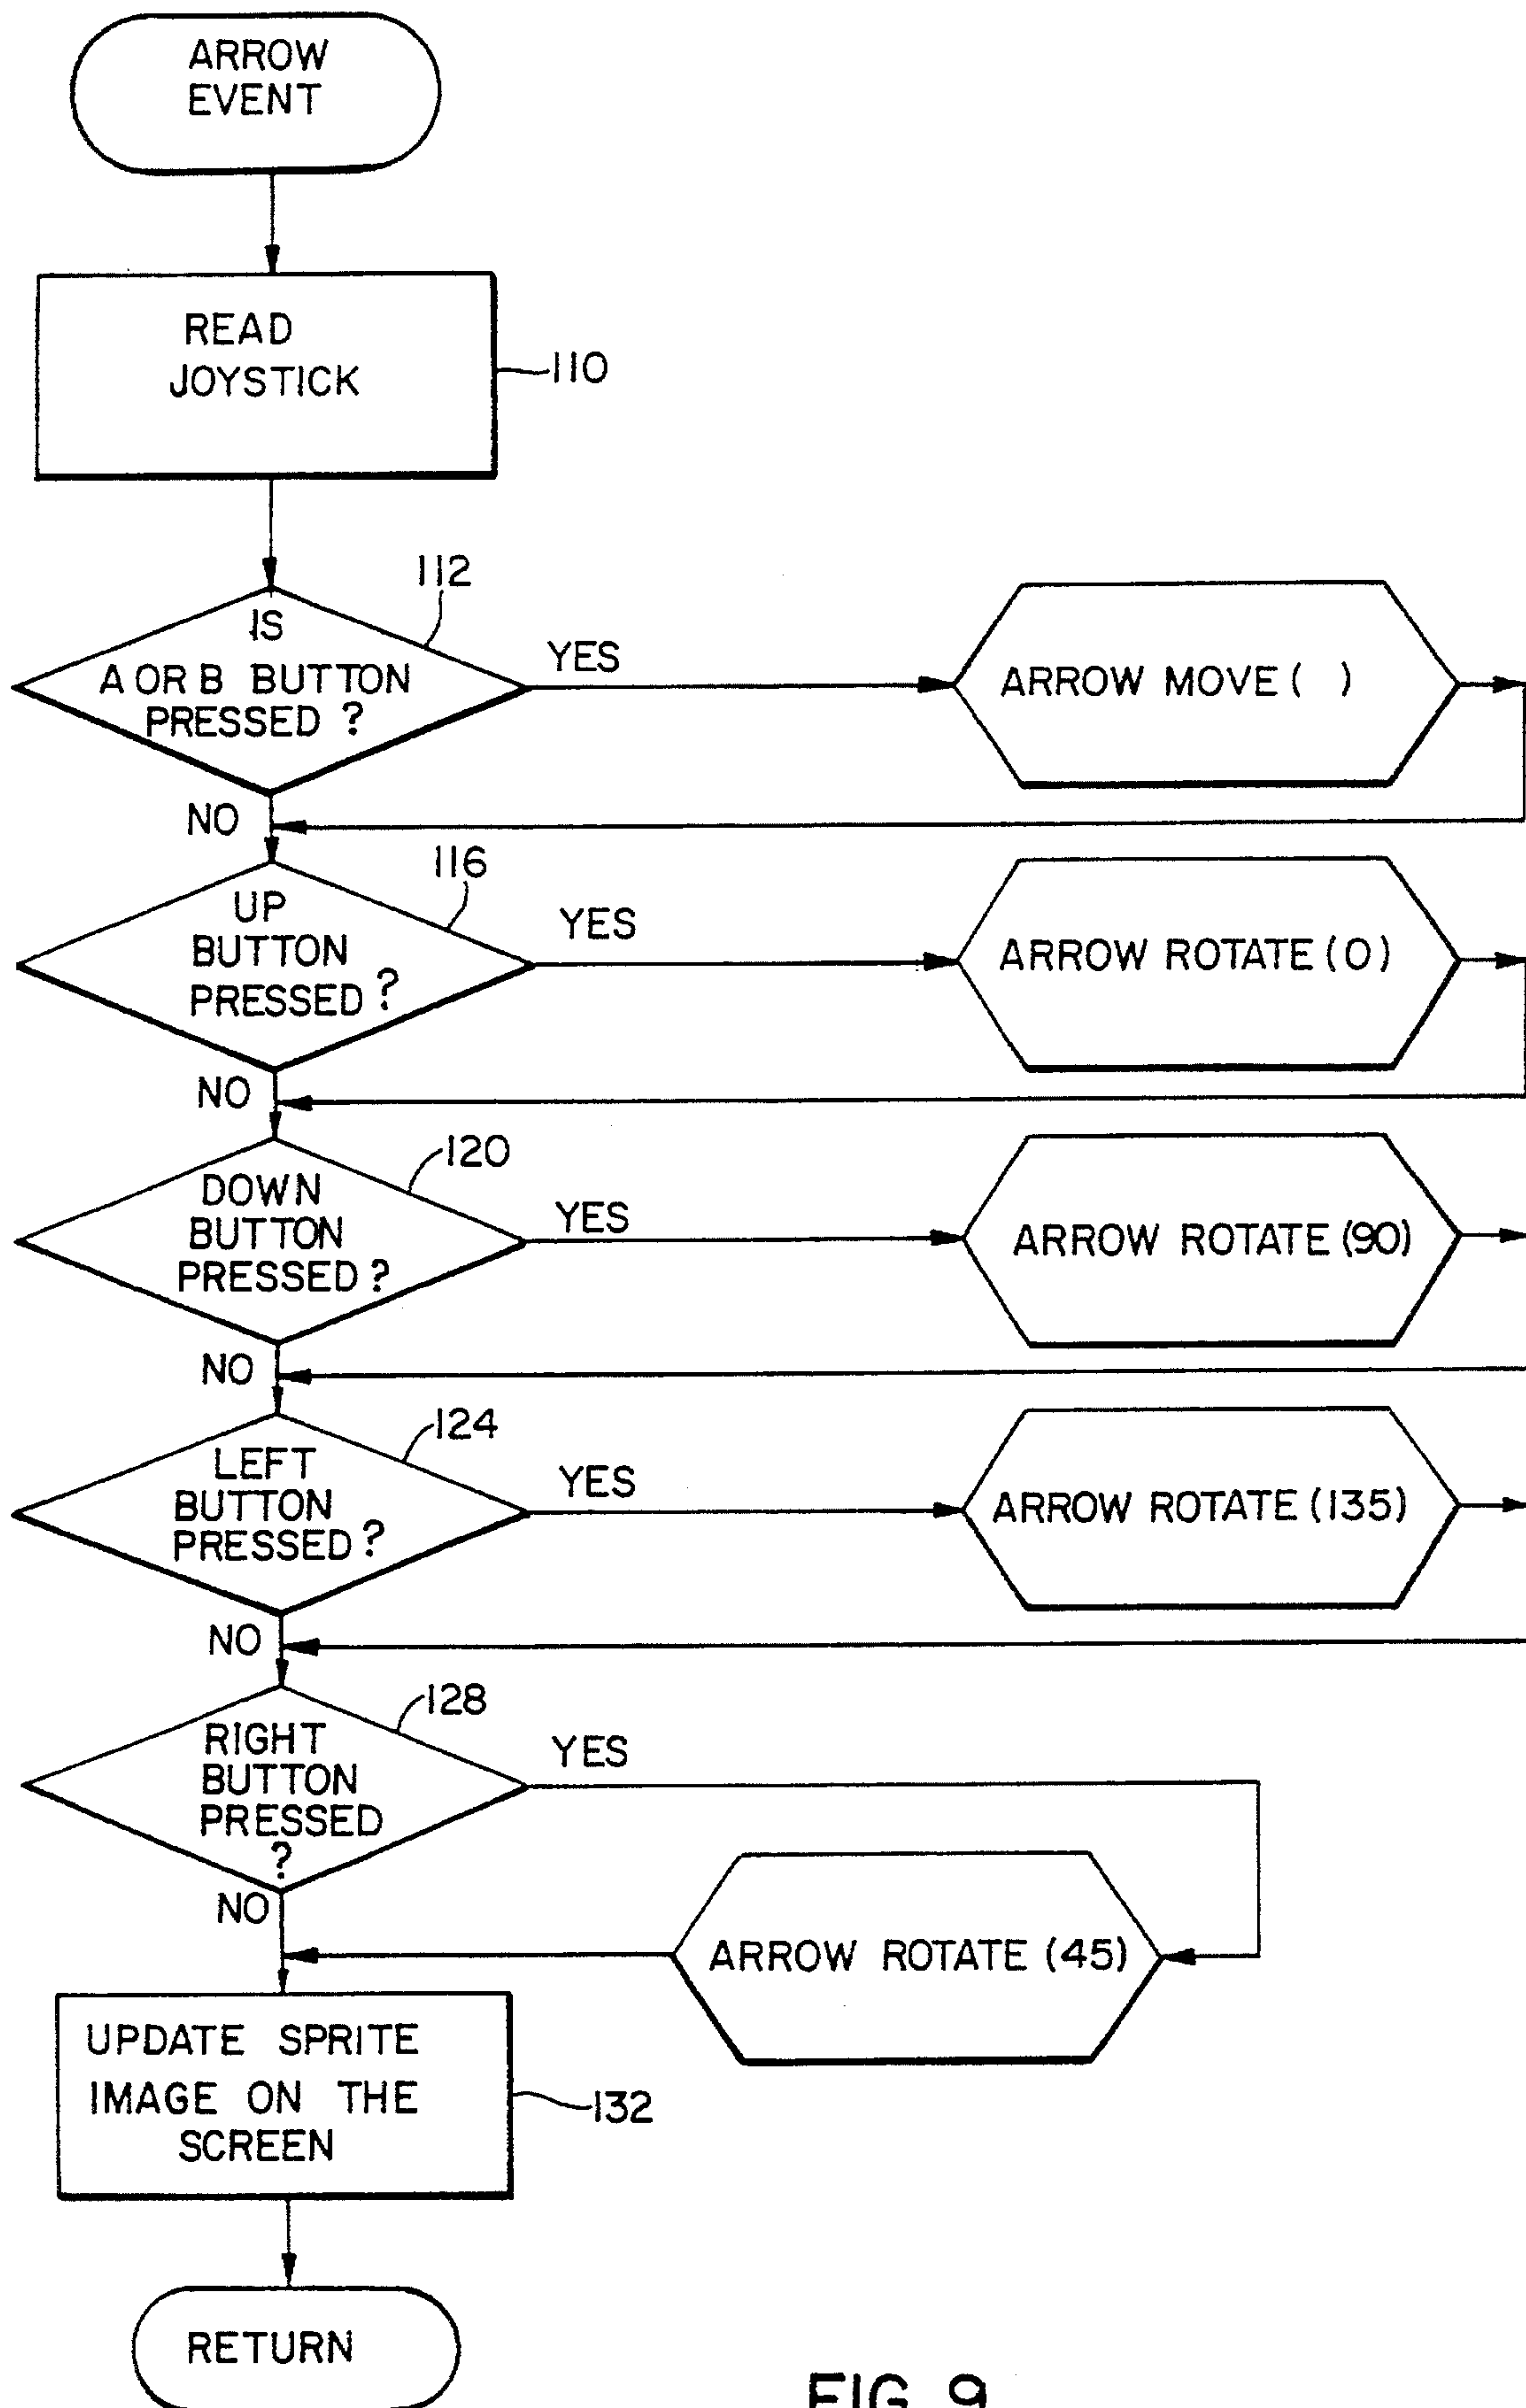 ARROW
EVENT
READ
JOYSTICK
110
112
IS
A OR B BUTTON
PRESSED ?
YES
ARROW MOVE ( )
NO
116
UP
BUTTON
PRESSED ?
YES
ARROW ROTATE (0)
NO
120
DOWN
BUTTON
PRESSED ?
YES
ARROW ROTATE (90)
NO
124
LEFT
BUTTON
PRESSED ?
YES
ARROW ROTATE (135)
NO
128
RIGHT
BUTTON
PRESSED
?
YES
NO
ARROW ROTATE (45)
UPDATE SPRITE
IMAGE ON THE
SCREEN
132
RETURN
FIG. 9